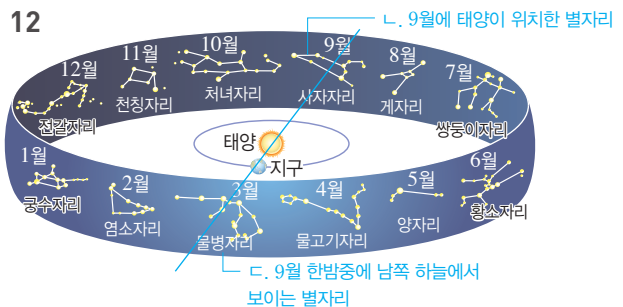 12
ㄴ. 9월에 태양이 위치한 별자리
12월
11월
10월
9월
8월
7월
전갈자리
천칭자리
처녀자리
사자자리
게자리
쌍둥이자리
태양
지구
1월
2월
3월
4월
5월
6월
궁수자리
염소자리
물병자리
물고기자리
양자리
황소자리
ㄷ. 9월 한밤중에 남쪽 하늘에서
보이는 별자리